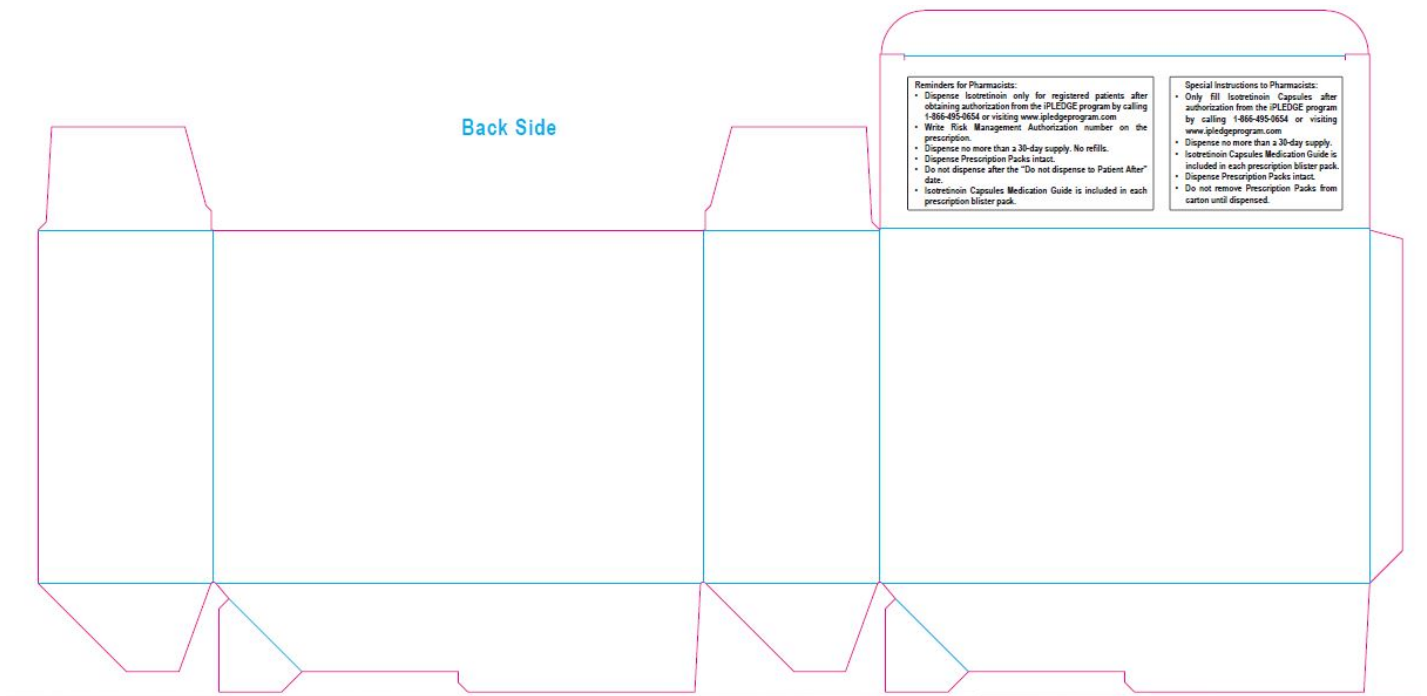 Back Side
Reminders for Pharmacists:
• Dispense Isotretinoin only for registered patients after
obtaining authorization from the iPLEDGE program by calling
1-866-495-0654 or visiting www.ipledgeprogram.com
• Write Risk Management Authorization number on the
prescription.
• Dispense no more than a 30-day supply. No refills.
• Dispense Prescription Packs intact.
• Do not dispense after the “Do not dispense to Patient After”
date.
• Isotretinoin Capsules Medication Guide is included in each
prescription blister pack.
Special Instructions to Pharmacists:
• Only fill Isotretinoin Capsules after
authorization from the iPLEDGE program
by calling 1-866-495-0654 or visiting
www.ipledgeprogram.com
• Dispense no more than a 30-day supply.
• Isotretinoin Capsules Medication Guide is
included in each prescription blister pack.
• Dispense Prescription Packs intact.
• Do not remove Prescription Packs from
carton until dispensed.